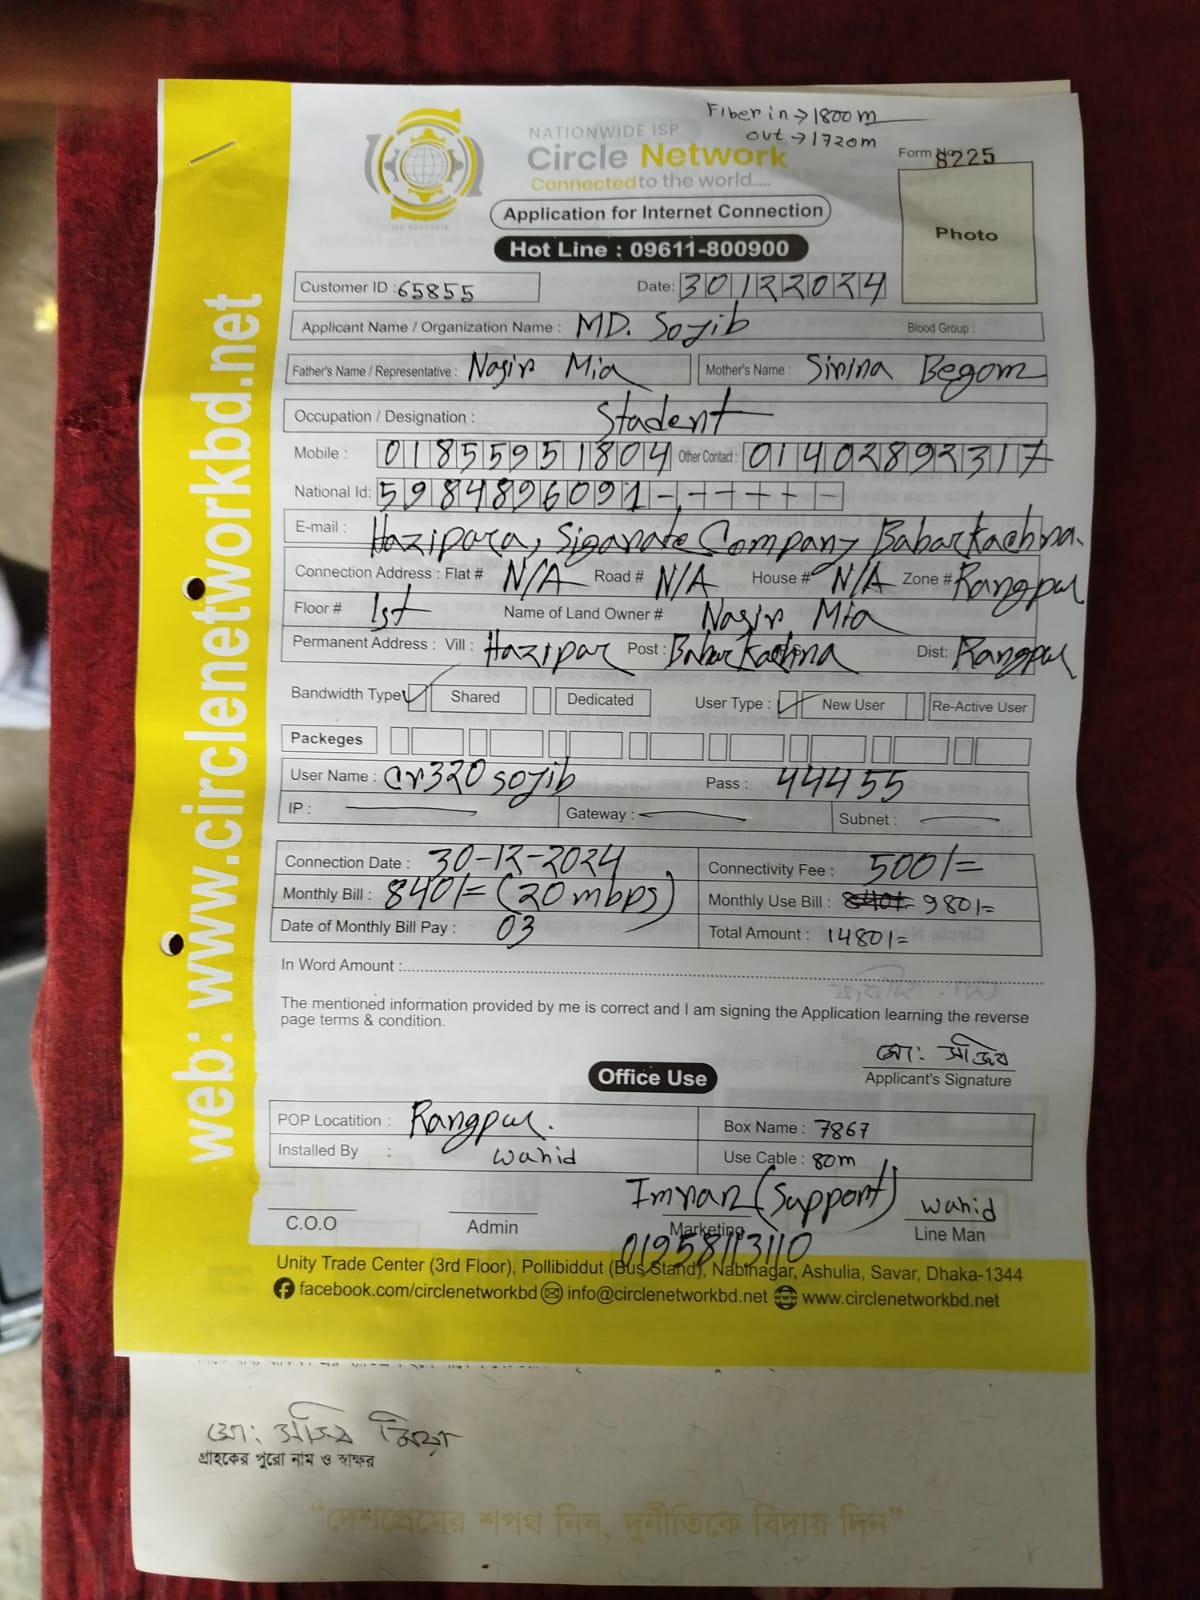 Fiber in → 1800m
out → 1720m
NATIONWIDE ISP
Circle Network
Connected to the world.....
Form No 8225
Application for Internet Connection
Photo
Hot Line : 09611-800900
Customer ID : 65855 Date: 30122024
Applicant Name / Organization Name : MD. Sojib Blood Group :
Father's Name / Representative : Nasir Mia Mother's Name : Sirina Begom
Occupation / Designation : Stadent
Mobile : 01855951804 Other Contact : 01402892317
National Id: 5984896091 - - - - - - -
E-mail : Hazipara, Siganate Company Babarkachna.
Connection Address : Flat # N/A Road # N/A House # N/A Zone # Rangpur
Floor # 1st Name of Land Owner # Nasir Mia
Permanent Address : Vill : Hazipar Post : Babarkachna Dist: Rangpur
Bandwidth Type ✓ Shared Dedicated User Type : ✓ New User Re-Active User
Packeges
User Name : cr320sojib Pass : 44455
IP : Gateway : Subnet :
Connection Date : 30-12-2024 Connectivity Fee : 500/=
Monthly Bill : 840/= (20 mbps) Monthly Use Bill : 980/=
Date of Monthly Bill Pay : 03 Total Amount : 1480/=
In Word Amount :
The mentioned information provided by me is correct and I am signing the Application learning the reverse
page terms & condition.
মো: সজিব
Applicant's Signature
Office Use
POP Locatition : Rangpur. Box Name : 7867
Installed By : wahid Use Cable : 80m
Imran (Support) wahid
C.O.O Admin Marketing Line Man
01958113110
Unity Trade Center (3rd Floor), Pollibiddut (Bus Stand), Nabinagar, Ashulia, Savar, Dhaka-1344
facebook.com/circlenetworkbd info@circlenetworkbd.net www.circlenetworkbd.net
web: www.circlenetworkbd.net
মো: সজিব মিয়া
গ্রাহকের পুরো নাম ও স্বাক্ষর
"দেশপ্রেমের শপথ নিন, দুর্নীতিকে বিদায় দিন"